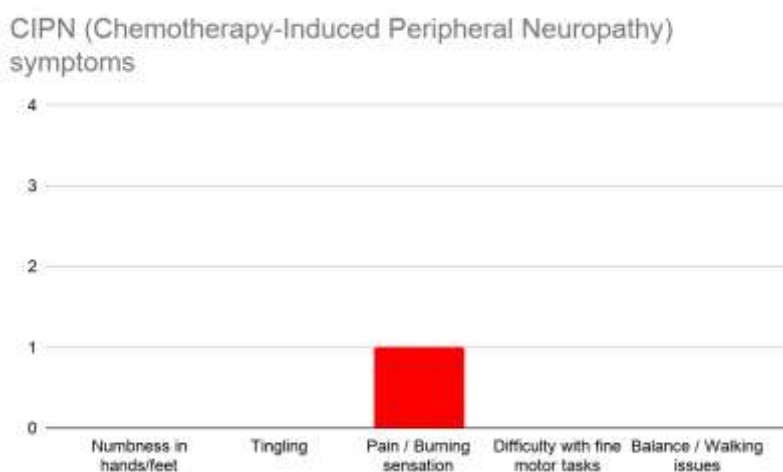 CIPN (Chemotherapy-Induced Peripheral Neuropathy)
symptoms
4
3
2
1
0
Numbness in
hands/feet
Tingling
Pain / Burning
sensation
Difficulty with fine
motor tasks
Balance / Walking
issues